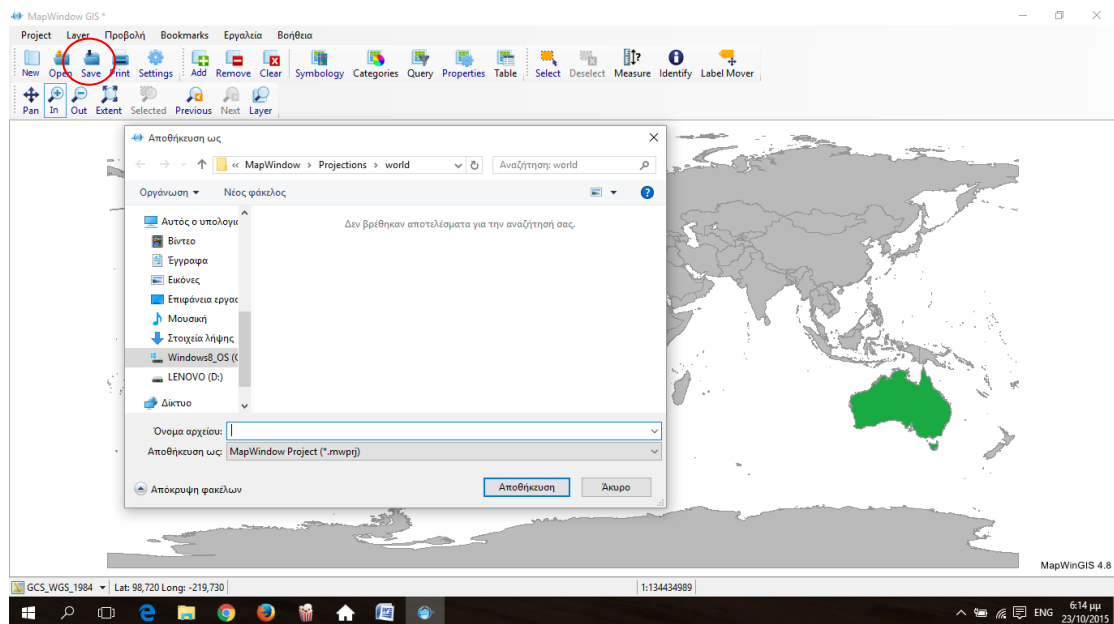 MapWindow GIS *
Project Layer Προβολή Bookmarks Εργαλεία Βοήθεια
New Open Save Print Settings Add Remove Clear Symbology Categories Query Properties Table Select Deselect Measure Identify Label Mover
Pan In Out Extent Selected Previous Next Layer
Αποθήκευση ως
« MapWindow › Projections › world
Αναζήτηση: world
Οργάνωση Νέος φάκελος
Αυτός ο υπολογισ
Δεν βρέθηκαν αποτελέσματα για την αναζήτησή σας.
Βίντεο
Έγγραφα
Εικόνες
Επιφάνεια εργασ
Μουσική
Στοιχεία λήψης
Windows8_OS (C
LENOVO (D:)
Δίκτυο
Όνομα αρχείου:
Αποθήκευση ως: MapWindow Project (*.mwprj)
Απόκρυψη φακέλων
Αποθήκευση Άκυρο
MapWinGIS 4.8
GCS_WGS_1984 Lat: 98,720 Long: -219,730 1:134434989
ENG 6:14 μμ
23/10/2015